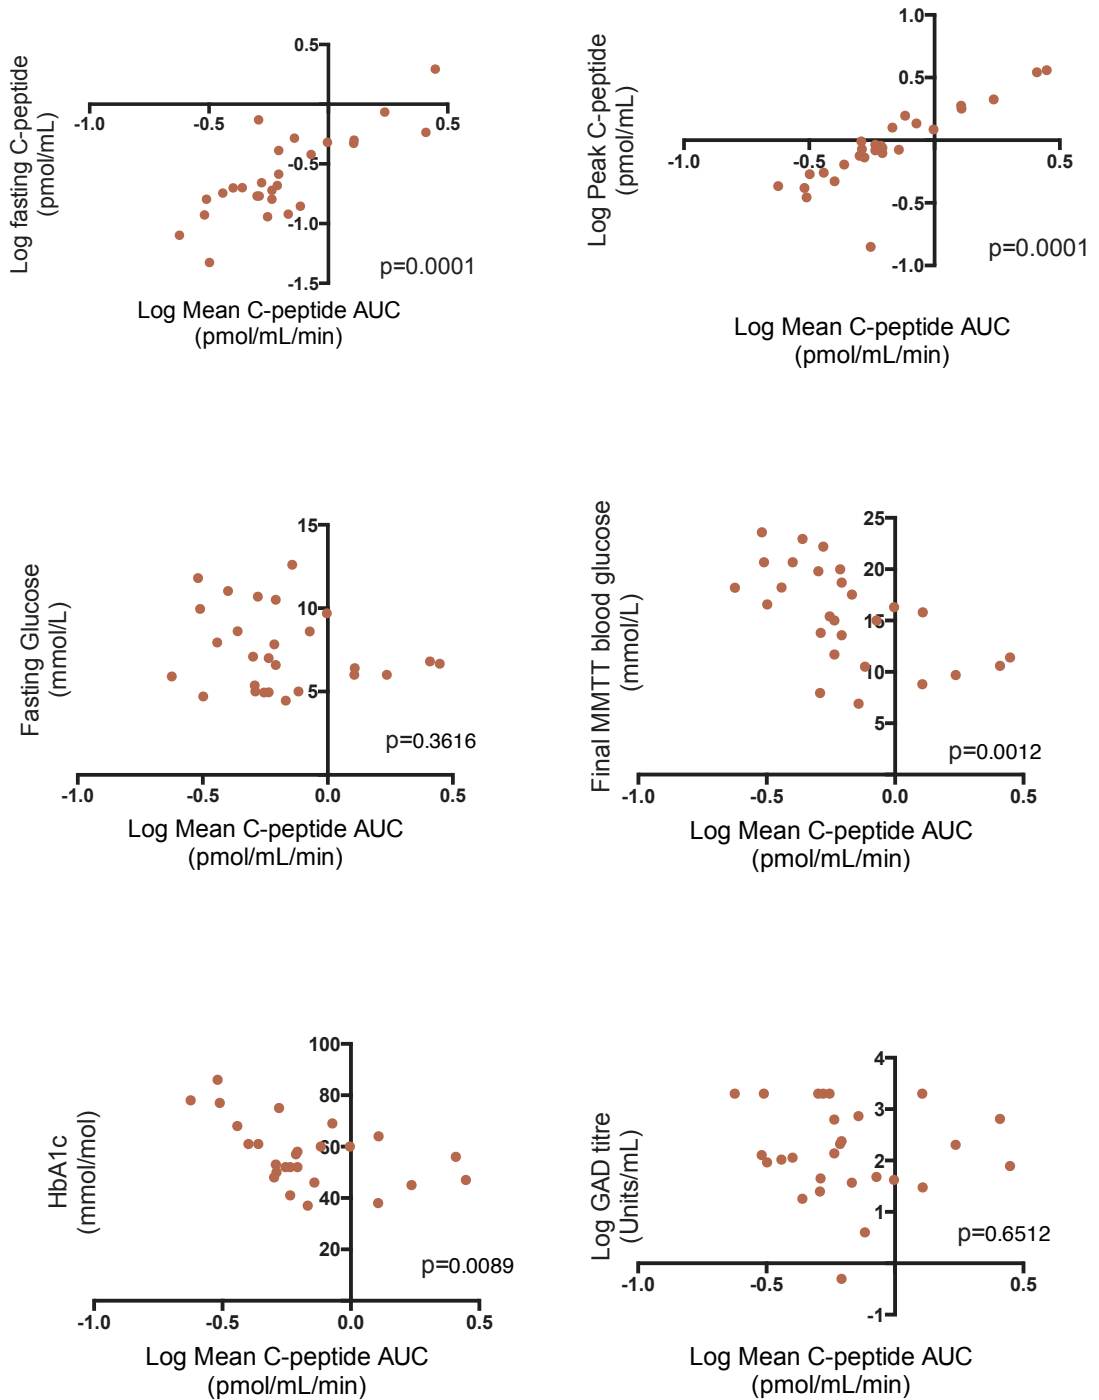 Log fasting C-peptide
(pmol/mL)
0.5
-1.0
-0.5
0.5
-0.5
-1.0
-1.5
p=0.0001
Log Mean C-peptide AUC
(pmol/mL/min)
Log Peak C-peptide
(pmol/mL)
1.0
0.5
-1.0
-0.5
0.5
-0.5
-1.0
p=0.0001
Log Mean C-peptide AUC
(pmol/mL/min)
Fasting Glucose
(mmol/L)
15
10
5
p=0.3616
-1.0
-0.5
0.0
0.5
Log Mean C-peptide AUC
(pmol/mL/min)
Final MMTT blood glucose
(mmol/L)
25
20
15
10
5
p=0.0012
-1.0
-0.5
0.0
0.5
Log Mean C-peptide AUC
(pmol/mL/min)
HbA1c
(mmol/mol)
100
80
60
40
20
p=0.0089
-1.0
-0.5
0.0
0.5
Log Mean C-peptide AUC
(pmol/mL/min)
Log GAD titre
(Units/mL)
4
3
2
1
p=0.6512
-1.0
-0.5
0.5
-1
Log Mean C-peptide AUC
(pmol/mL/min)